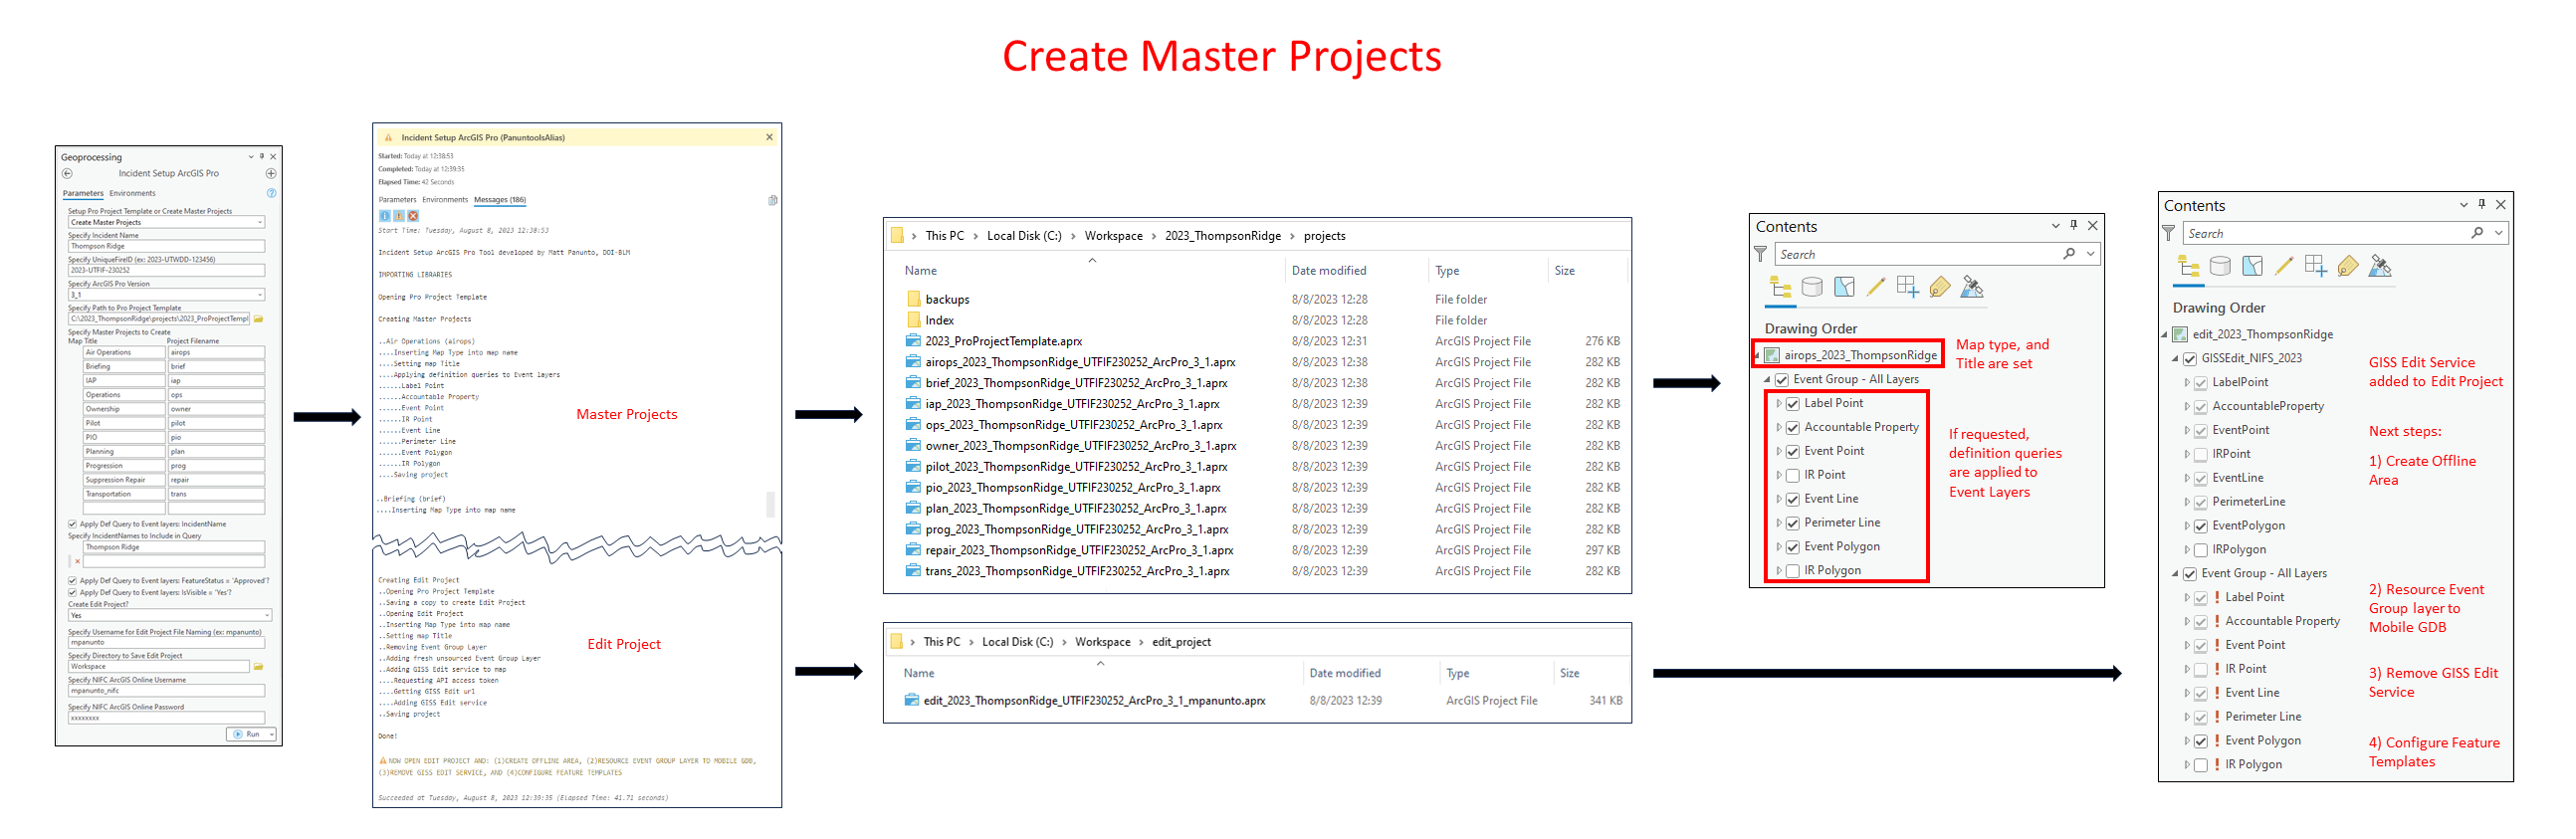 Create Master Projects
Geoprocessing
Incident Setup ArcGIS Pro
Parameters Environments
Setup Pro Project Template or Create Master Projects
Create Master Projects
Specify Incident Name
Thompson Ridge
Specify UniqueFireID (ex: 2023-UTWDD-123456)
2023-UTFIF-230252
Specify ArcGIS Pro Version
3_1
Specify Path to Pro Project Template
C:\2023_ThompsonRidge\projects\2023_ProProjectTempl
Specify Master Projects to Create
Map Title Project Filename
Air Operations airops
Briefing brief
IAP iap
Operations ops
Ownership owner
Pilot pilot
PIO pio
Planning plan
Progression prog
Suppression Repair repair
Transportation trans
Apply Def Query to Event layers: IncidentName
Specify IncidentNames to Include in Query
Thompson Ridge
Apply Def Query to Event layers: FeatureStatus = 'Approved'?
Apply Def Query to Event layers: IsVisible = 'Yes'?
Create Edit Project?
Yes
Specify Username for Edit Project File Naming (ex: mpanunto)
mpanunto
Specify Directory to Save Edit Project
Workspace
Specify NIFC ArcGIS Online Username
mpanunto_nifc
Specify NIFC ArcGIS Online Password
xxxxxxxx
Run
Incident Setup ArcGIS Pro (PanuntoolsAlias)
Started: Today at 12:38:53
Completed: Today at 12:39:35
Elapsed Time: 42 Seconds
Parameters Environments Messages (186)
Start Time: Tuesday, August 8, 2023 12:38:53
Incident Setup ArcGIS Pro Tool developed by Matt Panunto, DOI-BLM
IMPORTING LIBRARIES
Opening Pro Project Template
Creating Master Projects
..Air Operations (airops)
....Inserting Map Type into map name
....Setting map Title
....Applying definition queries to Event layers
......Label Point
......Accountable Property
......Event Point
......IR Point
......Event Line
......Perimeter Line
......Event Polygon
......IR Polygon
....Saving project
..Briefing (brief)
....Inserting Map Type into map name
Master Projects
Creating Edit Project
..Opening Pro Project Template
..Saving a copy to create Edit Project
..Opening Edit Project
..Inserting Map Type into map name
..Setting map Title
..Removing Event Group Layer
..Adding fresh unsourced Event Group Layer
..Adding GISS Edit service to map
....Requesting API access token
....Getting GISS Edit url
....Adding GISS Edit service
..Saving project
Done!
Edit Project
NOW OPEN EDIT PROJECT AND: (1)CREATE OFFLINE AREA, (2)RESOURCE EVENT GROUP LAYER TO MOBILE GDB,
(3)REMOVE GISS EDIT SERVICE, AND (4)CONFIGURE FEATURE TEMPLATES
Succeeded at Tuesday, August 8, 2023 12:39:35 (Elapsed Time: 41.71 seconds)
This PC > Local Disk (C:) > Workspace > 2023_ThompsonRidge > projects
Name Date modified Type Size
backups 8/8/2023 12:28 File folder
Index 8/8/2023 12:28 File folder
2023_ProProjectTemplate.aprx 8/8/2023 12:31 ArcGIS Project File 276 KB
airops_2023_ThompsonRidge_UTFIF230252_ArcPro_3_1.aprx 8/8/2023 12:38 ArcGIS Project File 282 KB
brief_2023_ThompsonRidge_UTFIF230252_ArcPro_3_1.aprx 8/8/2023 12:38 ArcGIS Project File 282 KB
iap_2023_ThompsonRidge_UTFIF230252_ArcPro_3_1.aprx 8/8/2023 12:39 ArcGIS Project File 282 KB
ops_2023_ThompsonRidge_UTFIF230252_ArcPro_3_1.aprx 8/8/2023 12:39 ArcGIS Project File 282 KB
owner_2023_ThompsonRidge_UTFIF230252_ArcPro_3_1.aprx 8/8/2023 12:39 ArcGIS Project File 282 KB
pilot_2023_ThompsonRidge_UTFIF230252_ArcPro_3_1.aprx 8/8/2023 12:39 ArcGIS Project File 282 KB
pio_2023_ThompsonRidge_UTFIF230252_ArcPro_3_1.aprx 8/8/2023 12:39 ArcGIS Project File 282 KB
plan_2023_ThompsonRidge_UTFIF230252_ArcPro_3_1.aprx 8/8/2023 12:39 ArcGIS Project File 282 KB
prog_2023_ThompsonRidge_UTFIF230252_ArcPro_3_1.aprx 8/8/2023 12:39 ArcGIS Project File 282 KB
repair_2023_ThompsonRidge_UTFIF230252_ArcPro_3_1.aprx 8/8/2023 12:39 ArcGIS Project File 297 KB
trans_2023_ThompsonRidge_UTFIF230252_ArcPro_3_1.aprx 8/8/2023 12:39 ArcGIS Project File 282 KB
This PC > Local Disk (C:) > Workspace > edit_project
Name Date modified Type Size
edit_2023_ThompsonRidge_UTFIF230252_ArcPro_3_1_mpanunto.aprx 8/8/2023 12:39 ArcGIS Project File 341 KB
Contents
Search
Drawing Order
airops_2023_ThompsonRidge
Event Group - All Layers
Label Point
Accountable Property
Event Point
IR Point
Event Line
Perimeter Line
Event Polygon
IR Polygon
Map type, and
Title are set
If requested,
definition queries
are applied to
Event Layers
Contents
Search
Drawing Order
edit_2023_ThompsonRidge
GISSEdit_NIFS_2023
LabelPoint
AccountableProperty
EventPoint
IRPoint
EventLine
PerimeterLine
EventPolygon
IRPolygon
Event Group - All Layers
! Label Point
! Accountable Property
! Event Point
! IR Point
! Event Line
! Perimeter Line
! Event Polygon
! IR Polygon
GISS Edit Service
added to Edit Project
Next steps:
1) Create Offline
Area
2) Resource Event
Group layer to
Mobile GDB
3) Remove GISS Edit
Service
4) Configure Feature
Templates